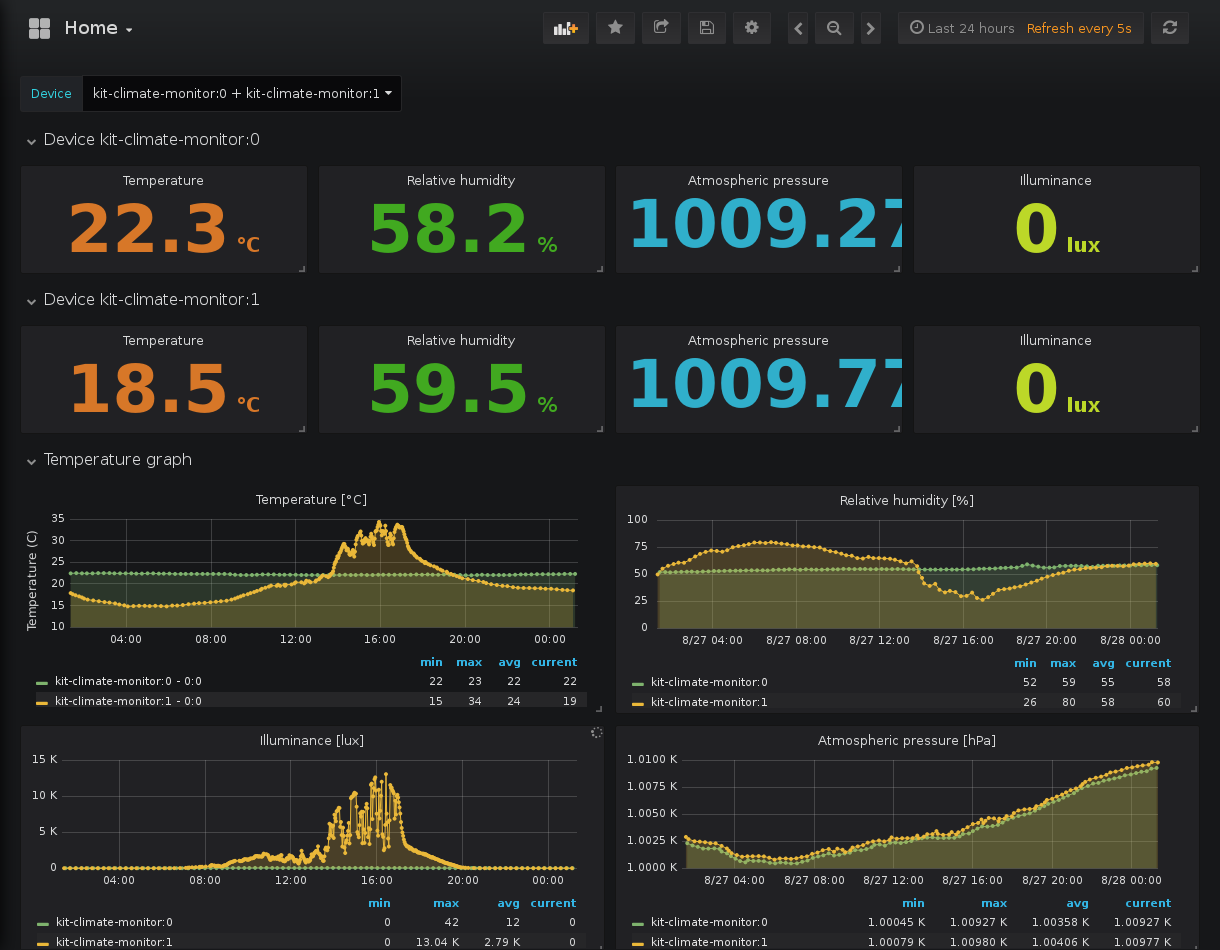 Home
Last 24 hours Refresh every 5s
Device kit-climate-monitor:0 + kit-climate-monitor:1
Device kit-climate-monitor:0
Temperature
22.3 °C
Relative humidity
58.2 %
Atmospheric pressure
1009.27
Illuminance
0 lux
Device kit-climate-monitor:1
Temperature
18.5 °C
Relative humidity
59.5 %
Atmospheric pressure
1009.77
Illuminance
0 lux
Temperature graph
Temperature [°C]
Temperature (C)
35
30
25
20
15
10
04:00 08:00 12:00 16:00 20:00 00:00
min max avg current
kit-climate-monitor:0 - 0:0 22 23 22 22
kit-climate-monitor:1 - 0:0 15 34 24 19
Relative humidity [%]
100
75
50
25
0
8/27 04:00 8/27 08:00 8/27 12:00 8/27 16:00 8/27 20:00 8/28 00:00
min max avg current
kit-climate-monitor:0 52 59 55 58
kit-climate-monitor:1 26 80 58 60
Illuminance [lux]
15 K
10 K
5 K
0
04:00 08:00 12:00 16:00 20:00 00:00
min max avg current
kit-climate-monitor:0 0 42 12 0
kit-climate-monitor:1 0 13.04 K 2.79 K 0
Atmospheric pressure [hPa]
1.0100 K
1.0075 K
1.0050 K
1.0025 K
1.0000 K
8/27 04:00 8/27 08:00 8/27 12:00 8/27 16:00 8/27 20:00 8/28 00:00
min max avg current
kit-climate-monitor:0 1.00045 K 1.00927 K 1.00358 K 1.00927 K
kit-climate-monitor:1 1.00079 K 1.00980 K 1.00406 K 1.00977 K